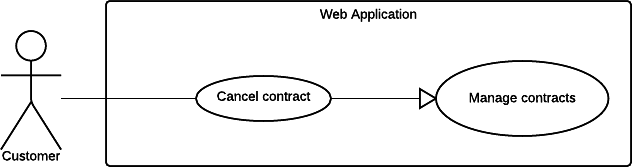 Web Application
Cancel contract
Manage contracts
Customer